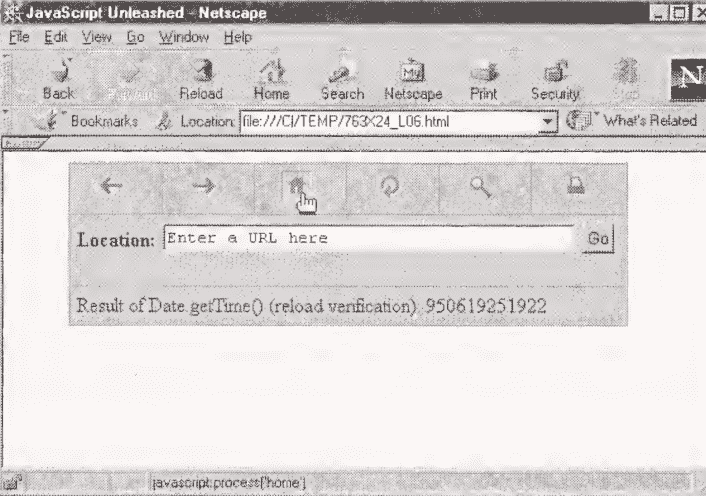 JavaScript Unleashed - Netscape
File Edit View Go Window Help
Back Forward Reload Home Search Netscape Print Security Stop
Bookmarks Location: file:///C|/TEMP/763X24_L06.html What's Related
Location: Enter a URL here Go
Result of Date.getTime() (reload verification) 950619251922
javascript:process('home')